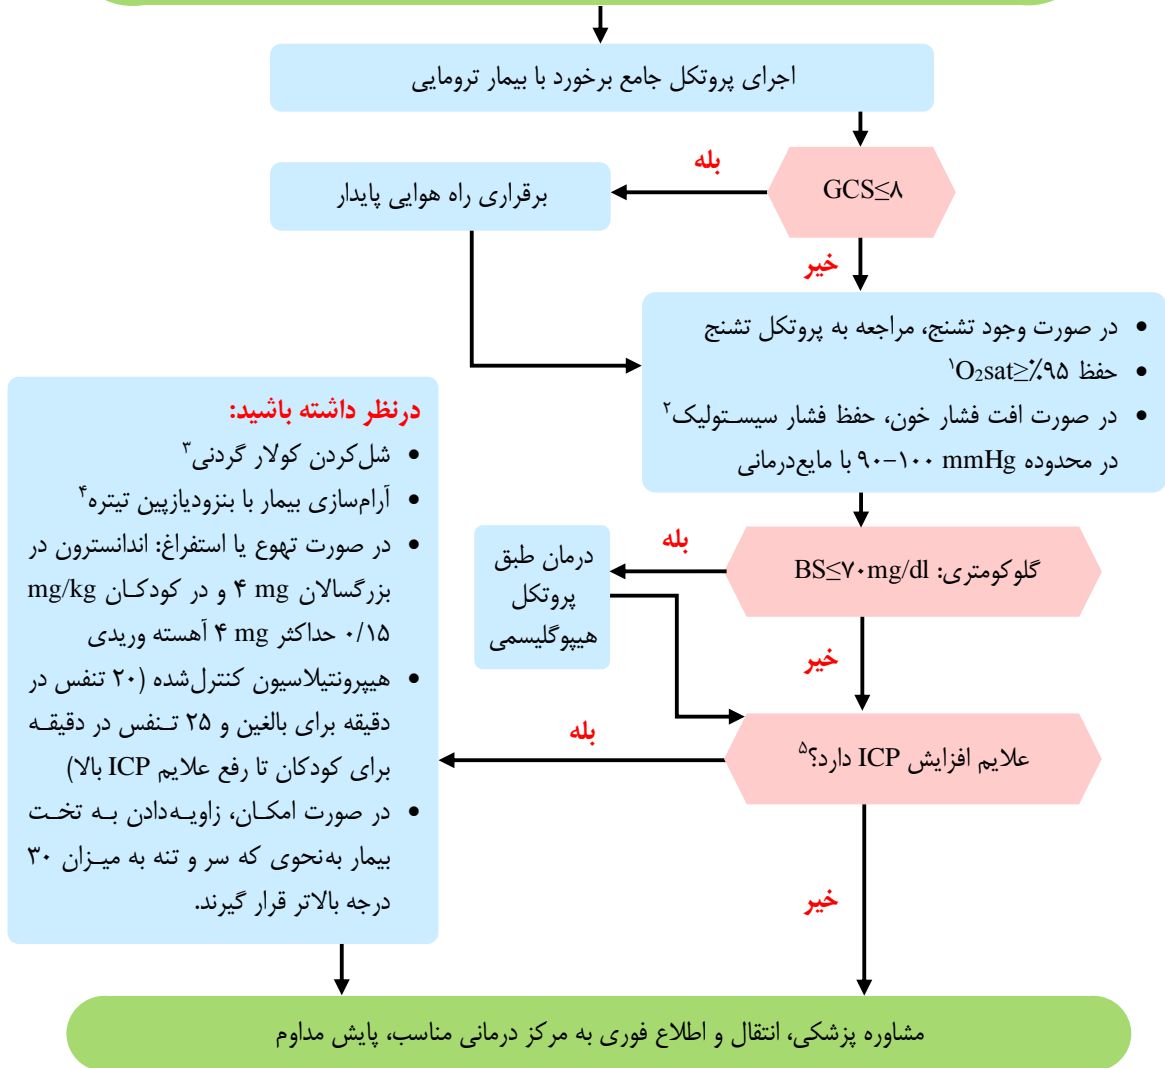 اجرای پروتکل جامع برخورد با بیمار ترومایی
GCS≤۸
بله
برقراری راه هوایی پایدار
خیر
• در صورت وجود تشنج، مراجعه به پروتکل تشنج
• حفظ O₂sat≥٪۹۵¹
• در صورت افت فشار خون، حفظ فشار سیستولیک²
در محدوده ۹۰-۱۰۰ mmHg با مایع‌درمانی
گلوکومتری: BS≤۷۰mg/dl
بله
درمان طبق
پروتکل
هیپوگلیسمی
خیر
علایم افزایش ICP دارد؟⁵
بله
درنظر داشته باشید:
• شل‌کردن کولار گردنی³
• آرام‌سازی بیمار با بنزودیازپین تیتره⁴
• در صورت تهوع یا استفراغ: اندانسترون در
بزرگسالان ۴ mg و در کودکان mg/kg
۰/۱۵ حداکثر ۴ mg آهسته وریدی
• هیپرونتیلاسیون کنترل‌شده (۲۰ تنفس در
دقیقه برای بالغین و ۲۵ تنفس در دقیقه
برای کودکان تا رفع علایم ICP بالا)
• در صورت امکان، زاویه‌دادن به تخت
بیمار به‌نحوی که سر و تنه به میزان ۳۰
درجه بالاتر قرار گیرند.
خیر
مشاوره پزشکی، انتقال و اطلاع فوری به مرکز درمانی مناسب، پایش مداوم